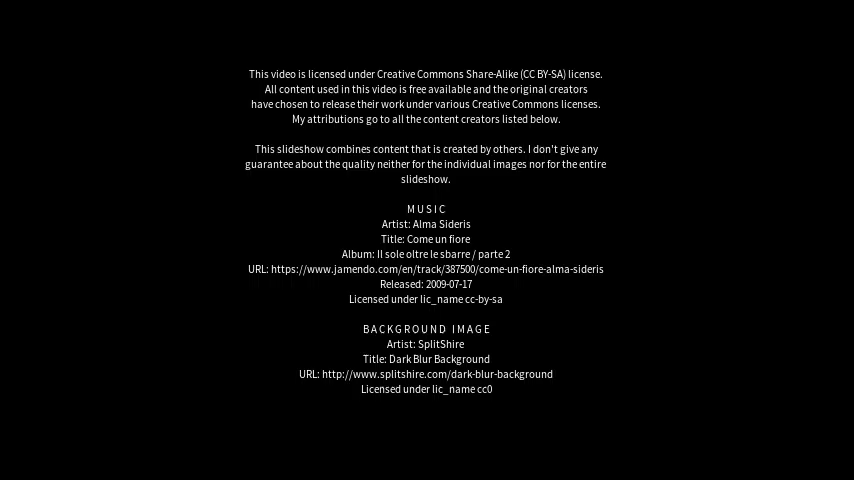 This video is licensed under Creative Commons Share-Alike (CC BY-SA) license.
All content used in this video is free available and the original creators
have chosen to release their work under various Creative Commons licenses.
My attributions go to all the content creators listed below.
This slideshow combines content that is created by others. I don't give any
guarantee about the quality neither for the individual images nor for the entire
slideshow.
MUSIC
Artist: Alma Sideris
Title: Come un fiore
Album: Il sole oltre le sbarre / parte 2
URL: https://www.jamendo.com/en/track/387500/come-un-fiore-alma-sideris
Released: 2009-07-17
Licensed under lic_name cc-by-sa
BACKGROUND IMAGE
Artist: SplitShire
Title: Dark Blur Background
URL: http://www.splitshire.com/dark-blur-background
Licensed under lic_name cc0